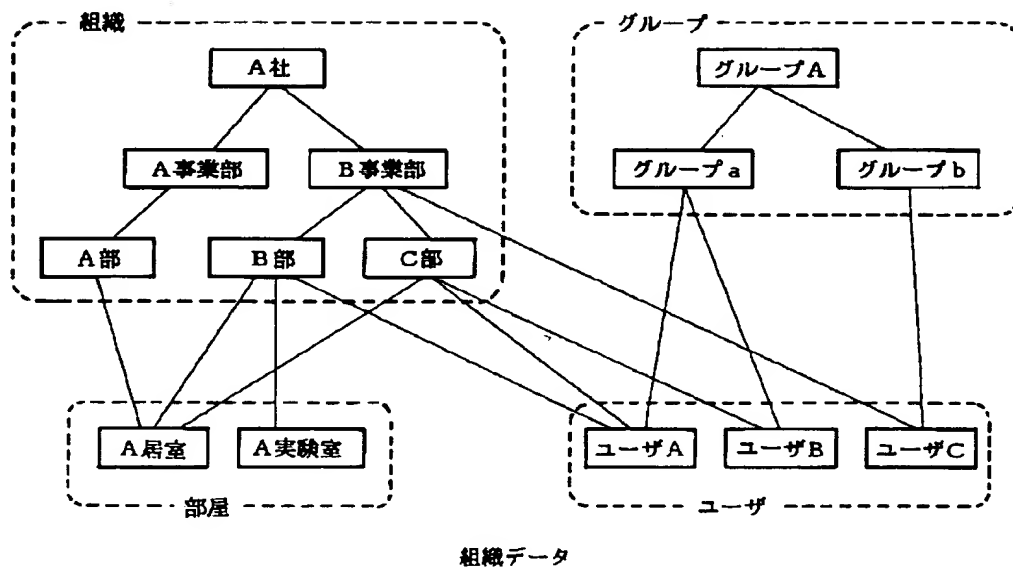 組織
グループ
A社
グループA
A事業部
B事業部
グループa
グループb
A部
B部
C部
A居室
A実験室
ユーザA
ユーザB
ユーザC
部屋
ユーザ
組織データ